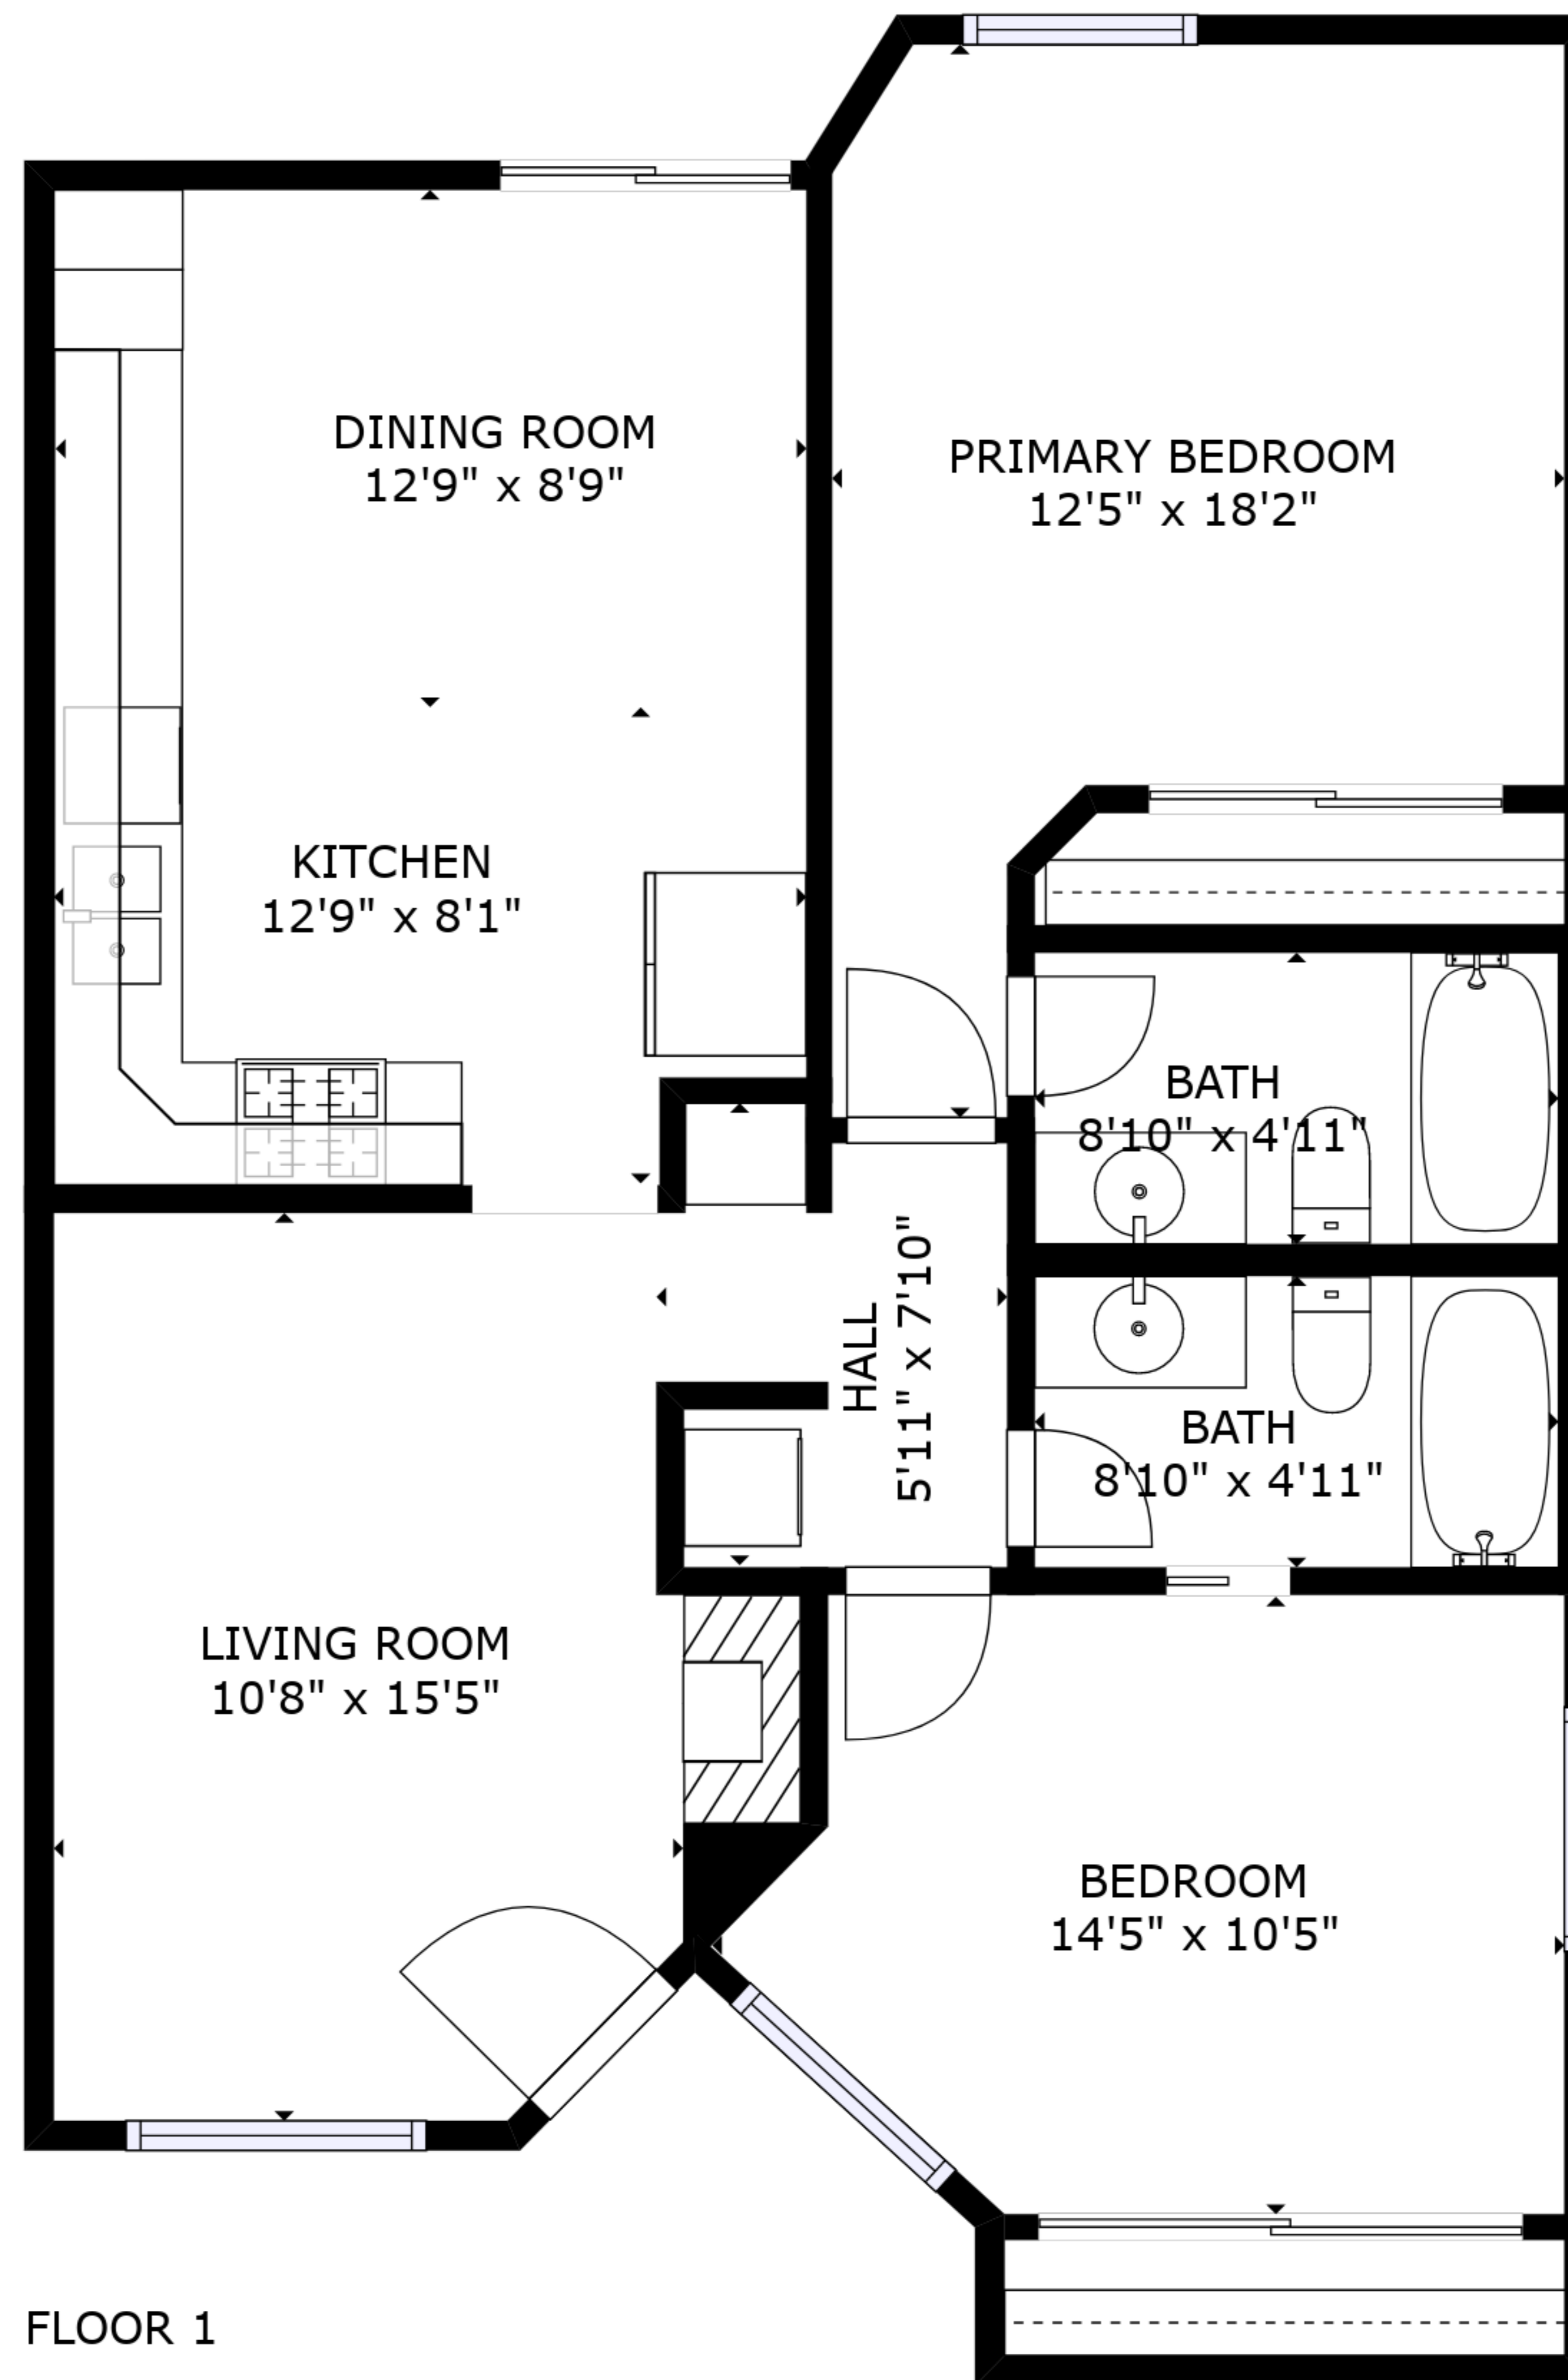 DINING ROOM
12'9" x 8'9"
PRIMARY BEDROOM
12'5" x 18'2"
KITCHEN
12'9" x 8'1"
BATH
8'10" x 4'11"
HALL
5'11" x 7'10"
BATH
8'10" x 4'11"
LIVING ROOM
10'8" x 15'5"
BEDROOM
14'5" x 10'5"
FLOOR 1